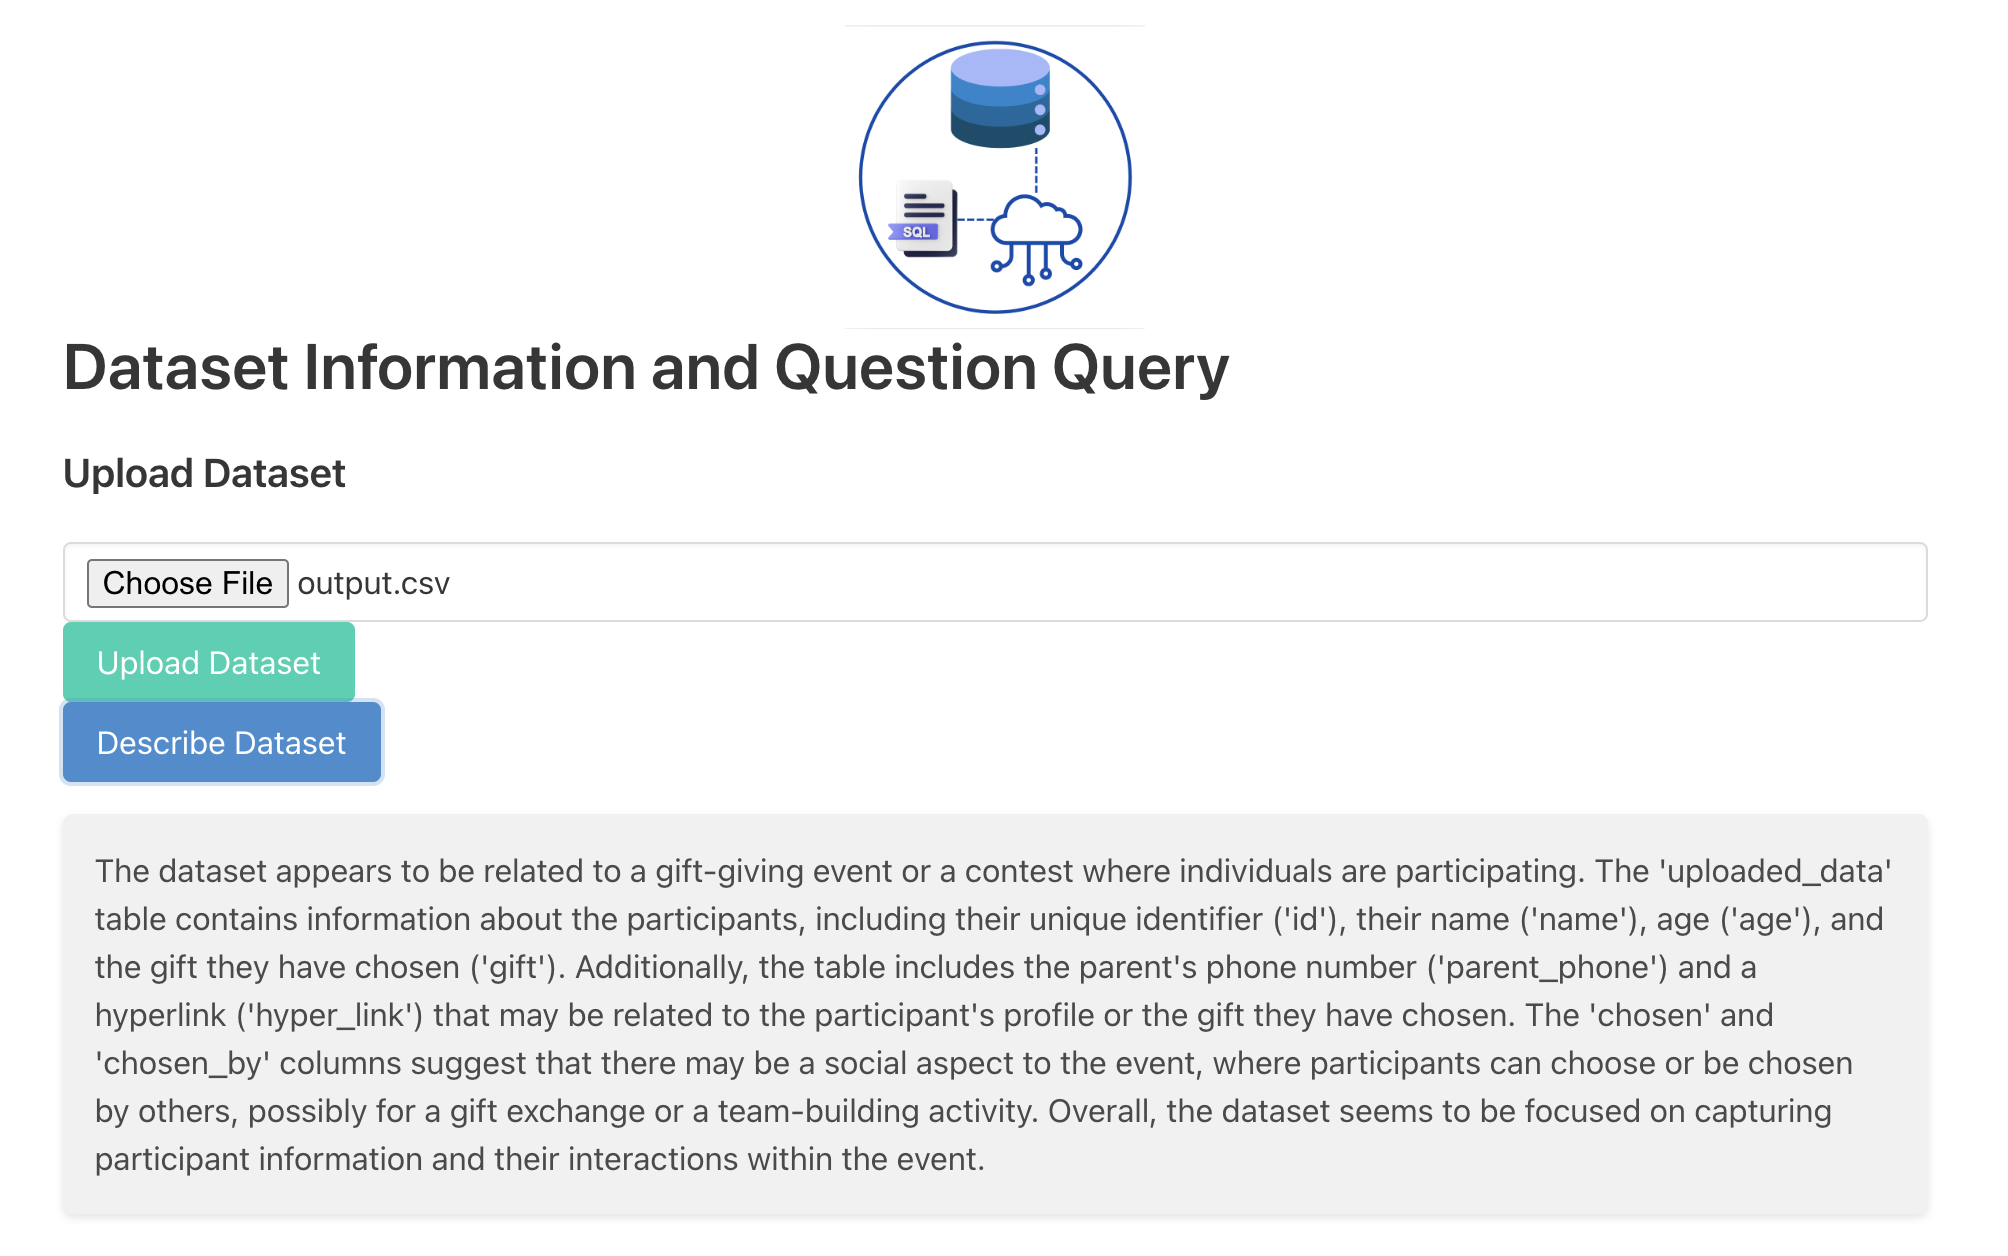 SQL
Dataset Information and Question Query
Upload Dataset
Choose File output.csv
Upload Dataset
Describe Dataset
The dataset appears to be related to a gift-giving event or a contest where individuals are participating. The 'uploaded_data'
table contains information about the participants, including their unique identifier ('id'), their name ('name'), age ('age'), and
the gift they have chosen ('gift'). Additionally, the table includes the parent's phone number ('parent_phone') and a
hyperlink ('hyper_link') that may be related to the participant's profile or the gift they have chosen. The 'chosen' and
'chosen_by' columns suggest that there may be a social aspect to the event, where participants can choose or be chosen
by others, possibly for a gift exchange or a team-building activity. Overall, the dataset seems to be focused on capturing
participant information and their interactions within the event.